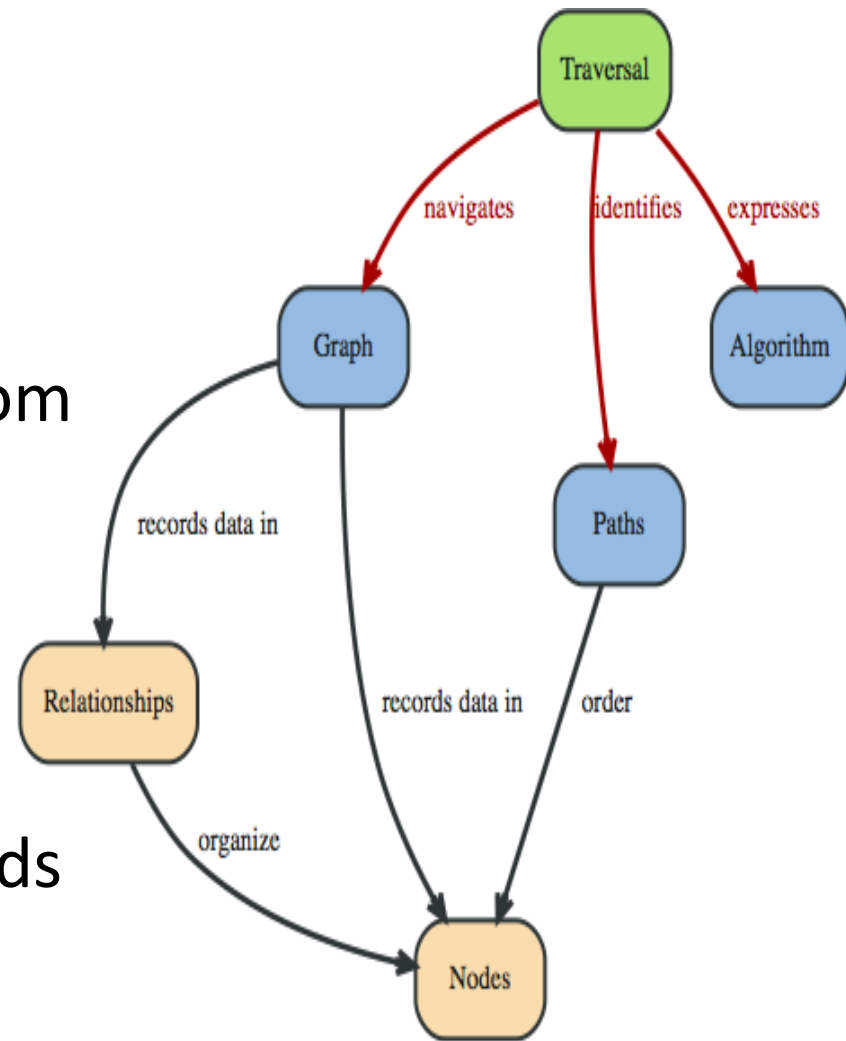 Traversal
navigates
identifies
expresses
Graph
Algorithm
om
records data in
Paths
Relationships
records data in
order
organize
ds
Nodes